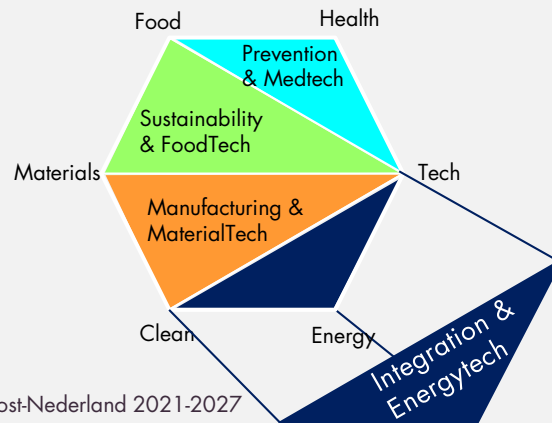 Food
Health
Prevention
& Medtech
Sustainability
& FoodTech
Materials
Tech
Manufacturing &
MaterialTech
Clean
Energy
Integration &
Energytech
ost-Nederland 2021-2027